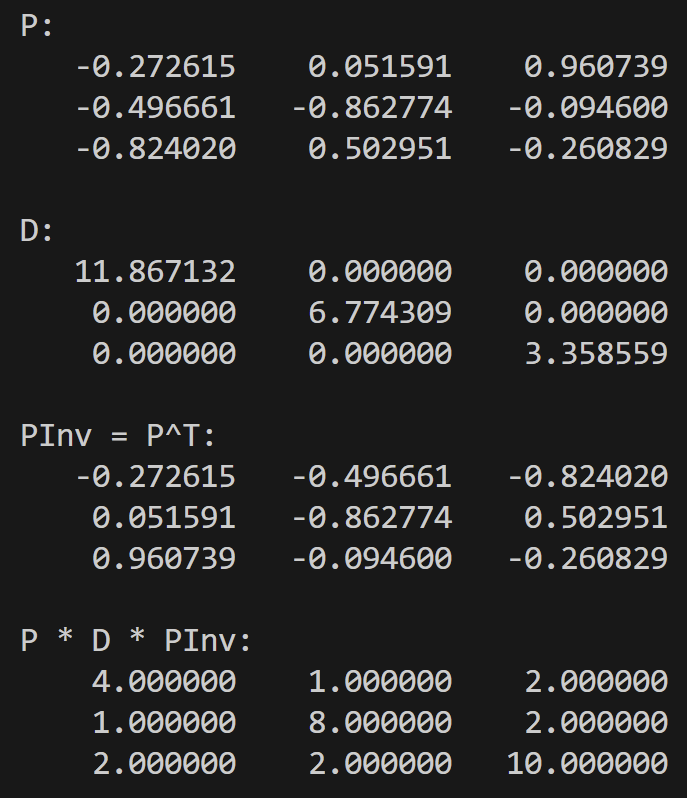 P:
-0.272615 0.051591 0.960739
-0.496661 -0.862774 -0.094600
-0.824020 0.502951 -0.260829
D:
11.867132 0.000000 0.000000
0.000000 6.774309 0.000000
0.000000 0.000000 3.358559
PInv = P^T:
-0.272615 -0.496661 -0.824020
0.051591 -0.862774 0.502951
0.960739 -0.094600 -0.260829
P * D * PInv:
4.000000 1.000000 2.000000
1.000000 8.000000 2.000000
2.000000 2.000000 10.000000